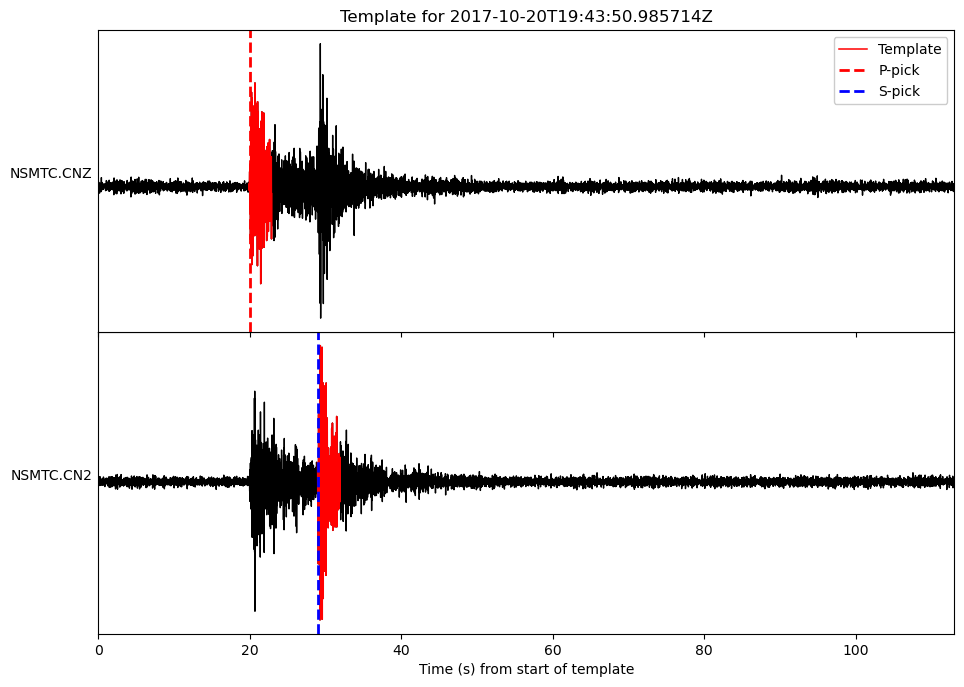 Template for 2017-10-20T19:43:50.985714Z
Template
P-pick
S-pick
NSMTC.CNZ
NSMTC.CN2
0 20 40 60 80 100
Time (s) from start of template